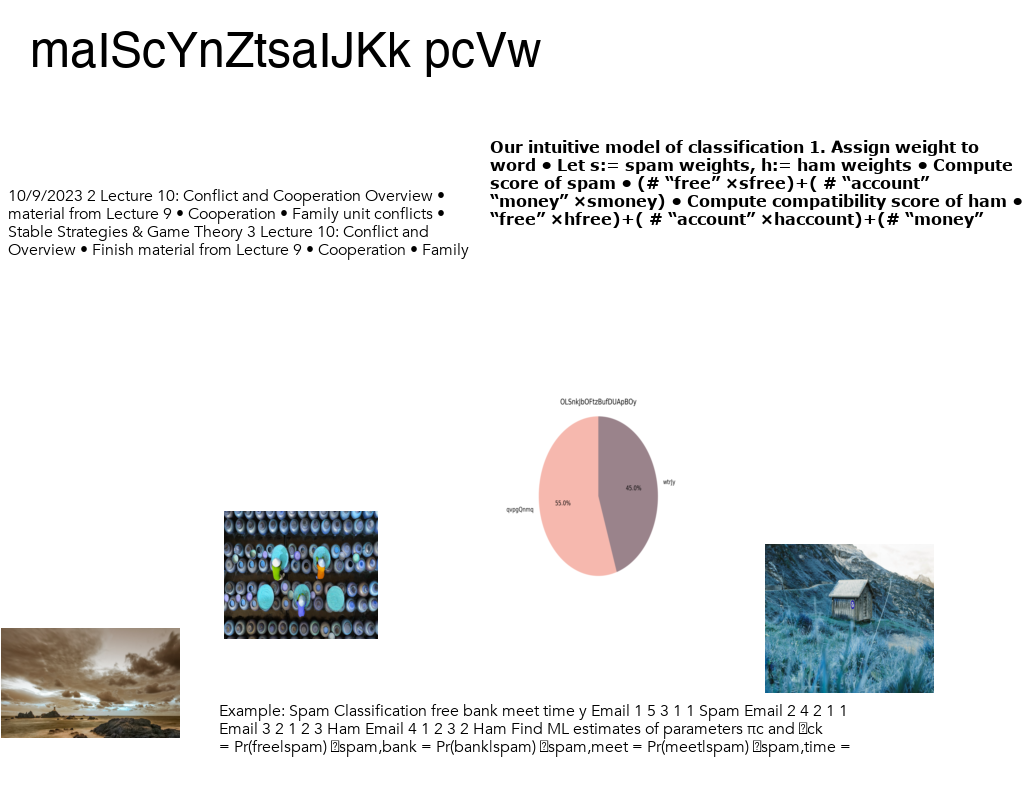 maIScYnZtsaIJKk pcVw
Our intuitive model of classification 1. Assign weight to
word • Let s:= spam weights, h:= ham weights • Compute
score of spam • (# “free” ×sfree)+( # “account”
“money” ×smoney) • Compute compatibility score of ham •
“free” ×hfree)+( # “account” ×haccount)+(# “money”
10/9/2023 2 Lecture 10: Conflict and Cooperation Overview •
material from Lecture 9 • Cooperation • Family unit conflicts •
Stable Strategies & Game Theory 3 Lecture 10: Conflict and
Overview • Finish material from Lecture 9 • Cooperation • Family
OLSnkJbOFtzBufDUApBOy
45.0%
wtrjy
55.0%
qvpgQnmq
Example: Spam Classification free bank meet time y Email 1 5 3 1 1 Spam Email 2 4 2 1 1
Email 3 2 1 2 3 Ham Email 4 1 2 3 2 Ham Find ML estimates of parameters πc and ck
= Pr(free|spam) spam,bank = Pr(bank|spam) spam,meet = Pr(meet|spam) spam,time =